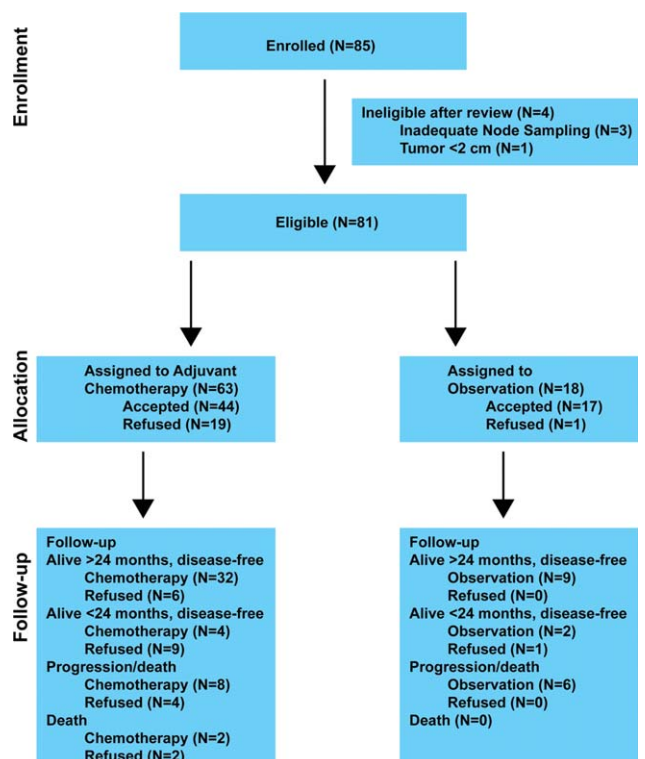 Enrollment
Enrolled (N=85)
Ineligible after review (N=4)
Inadequate Node Sampling (N=3)
Tumor <2 cm (N=1)
Eligible (N=81)
Allocation
Assigned to Adjuvant
Chemotherapy (N=63)
Accepted (N=44)
Refused (N=19)
Assigned to
Observation (N=18)
Accepted (N=17)
Refused (N=1)
Follow-up
Follow-up
Alive >24 months, disease-free
Chemotherapy (N=32)
Refused (N=6)
Alive <24 months, disease-free
Chemotherapy (N=4)
Refused (N=9)
Progression/death
Chemotherapy (N=8)
Refused (N=4)
Death
Chemotherapy (N=2)
Refused (N=2)
Follow-up
Alive >24 months, disease-free
Observation (N=9)
Refused (N=0)
Alive <24 months, disease-free
Observation (N=2)
Refused (N=1)
Progression/death
Observation (N=6)
Refused (N=0)
Death (N=0)